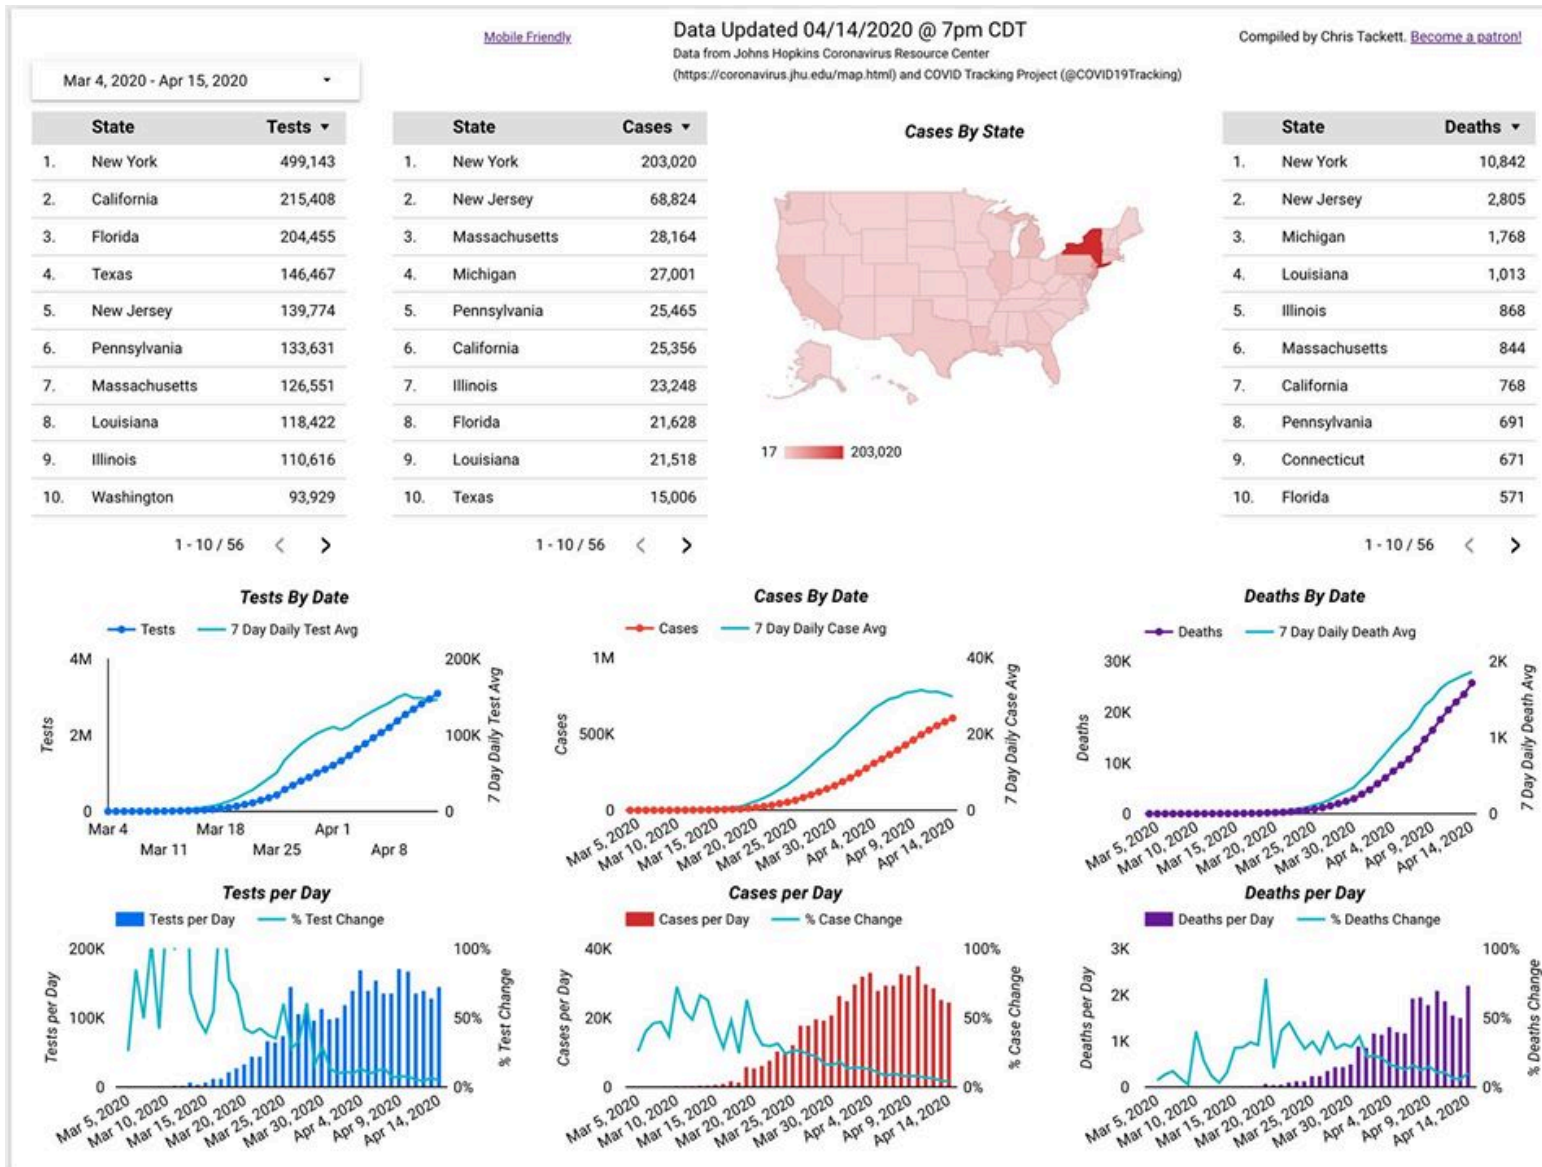 Mobile Friendly
Data Updated 04/14/2020 @ 7pm CDT
Data from Johns Hopkins Coronavirus Resource Center
(https://coronavirus.jhu.edu/map.html) and COVID Tracking Project (@COVID19Tracking)
Compiled by Chris Tackett. Become a patron!
Mar 4, 2020 - Apr 15, 2020
State Tests
1. New York 499,143
2. California 215,408
3. Florida 204,455
4. Texas 146,467
5. New Jersey 139,774
6. Pennsylvania 133,631
7. Massachusetts 126,551
8. Louisiana 118,422
9. Illinois 110,616
10. Washington 93,929
1 - 10 / 56
State Cases
1. New York 203,020
2. New Jersey 68,824
3. Massachusetts 28,164
4. Michigan 27,001
5. Pennsylvania 25,465
6. California 25,356
7. Illinois 23,248
8. Florida 21,628
9. Louisiana 21,518
10. Texas 15,006
1 - 10 / 56
Cases By State
17 203,020
State Deaths
1. New York 10,842
2. New Jersey 2,805
3. Michigan 1,768
4. Louisiana 1,013
5. Illinois 868
6. Massachusetts 844
7. California 768
8. Pennsylvania 691
9. Connecticut 671
10. Florida 571
1 - 10 / 56
Tests By Date
Tests 7 Day Daily Test Avg
4M 200K
2M 100K
0 0
Tests
7 Day Daily Test Avg
Mar 4 Mar 18 Apr 1
Mar 11 Mar 25 Apr 8
Cases By Date
Cases 7 Day Daily Case Avg
1M 40K
500K 20K
0 0
Cases
7 Day Daily Case Avg
Mar 5, 2020 Mar 10, 2020 Mar 15, 2020 Mar 20, 2020 Mar 25, 2020 Mar 30, 2020 Apr 4, 2020 Apr 9, 2020 Apr 14, 2020
Deaths By Date
Deaths 7 Day Daily Death Avg
30K 2K
20K
1K
10K
0 0
Deaths
7 Day Daily Death Avg
Mar 5, 2020 Mar 10, 2020 Mar 15, 2020 Mar 20, 2020 Mar 25, 2020 Mar 30, 2020 Apr 4, 2020 Apr 9, 2020 Apr 14, 2020
Tests per Day
Tests per Day % Test Change
200K 100%
100K 50%
0 0%
Tests per Day
% Test Change
Mar 5, 2020 Mar 10, 2020 Mar 15, 2020 Mar 20, 2020 Mar 25, 2020 Mar 30, 2020 Apr 4, 2020 Apr 9, 2020 Apr 14, 2020
Cases per Day
Cases per Day % Case Change
40K 100%
20K 50%
0 0%
Cases per Day
% Case Change
Mar 5, 2020 Mar 10, 2020 Mar 15, 2020 Mar 20, 2020 Mar 25, 2020 Mar 30, 2020 Apr 4, 2020 Apr 9, 2020 Apr 14, 2020
Deaths per Day
Deaths per Day % Deaths Change
3K 100%
2K
50%
1K
0 0%
Deaths per Day
% Deaths Change
Mar 5, 2020 Mar 10, 2020 Mar 15, 2020 Mar 20, 2020 Mar 25, 2020 Mar 30, 2020 Apr 4, 2020 Apr 9, 2020 Apr 14, 2020